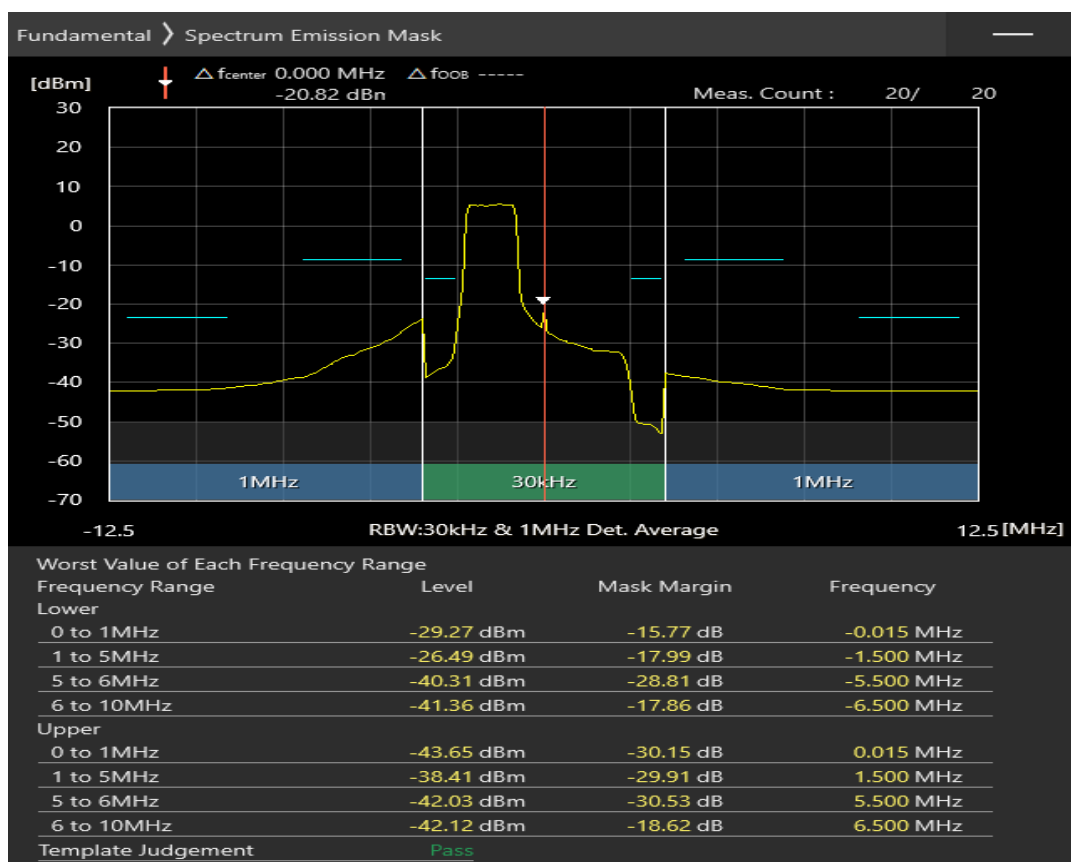 Fundamental ❯ Spectrum Emission Mask
△ fcenter 0.000 MHz △ fOOB -----
[dBm]
-20.82 dBn
Meas. Count : 20/ 20
30
20
10
0
-10
-20
-30
-40
-50
-60
-70
1MHz 30kHz 1MHz
-12.5 RBW:30kHz & 1MHz Det. Average 12.5 [MHz]
Worst Value of Each Frequency Range
Frequency Range Level Mask Margin Frequency
Lower
0 to 1MHz -29.27 dBm -15.77 dB -0.015 MHz
1 to 5MHz -26.49 dBm -17.99 dB -1.500 MHz
5 to 6MHz -40.31 dBm -28.81 dB -5.500 MHz
6 to 10MHz -41.36 dBm -17.86 dB -6.500 MHz
Upper
0 to 1MHz -43.65 dBm -30.15 dB 0.015 MHz
1 to 5MHz -38.41 dBm -29.91 dB 1.500 MHz
5 to 6MHz -42.03 dBm -30.53 dB 5.500 MHz
6 to 10MHz -42.12 dBm -18.62 dB 6.500 MHz
Template Judgement Pass